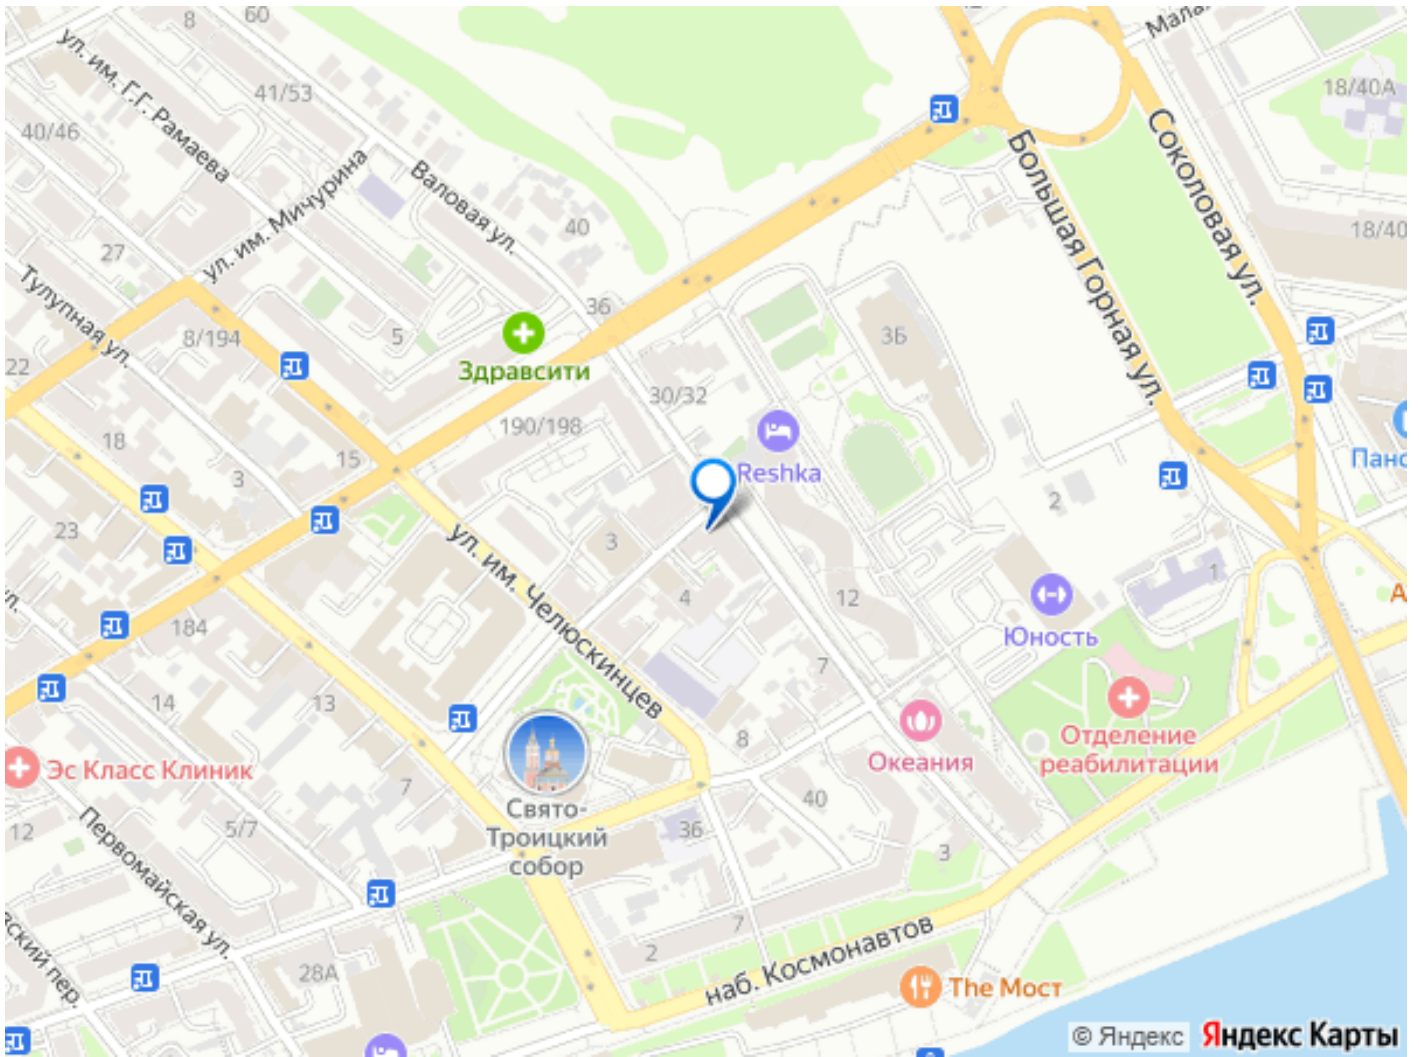 8
60
ул. им. Г.Г. Рамаева
41/53
40/46
ул. им. Мичурина
Валовая ул.
40
27
Тулупная ул.
8/194
5
36
22
Здравсити
30/32
190/198
18
15
3
23
3Б
Reshka
Большая Горная ул.
Соколовая ул.
18/40А
18/40
2
1
12
3
4
7
ул. им. Челюскинцев
Юность
184
14
13
Отделение
реабилитации
Океания
8
40
Эс Класс Клиник
7
5/7
12
Свято-
Троицкий
собор
36
3
Первомайская ул.
28А
2
7
наб. Космонавтов
The Мост
© Яндекс
Яндекс Карты